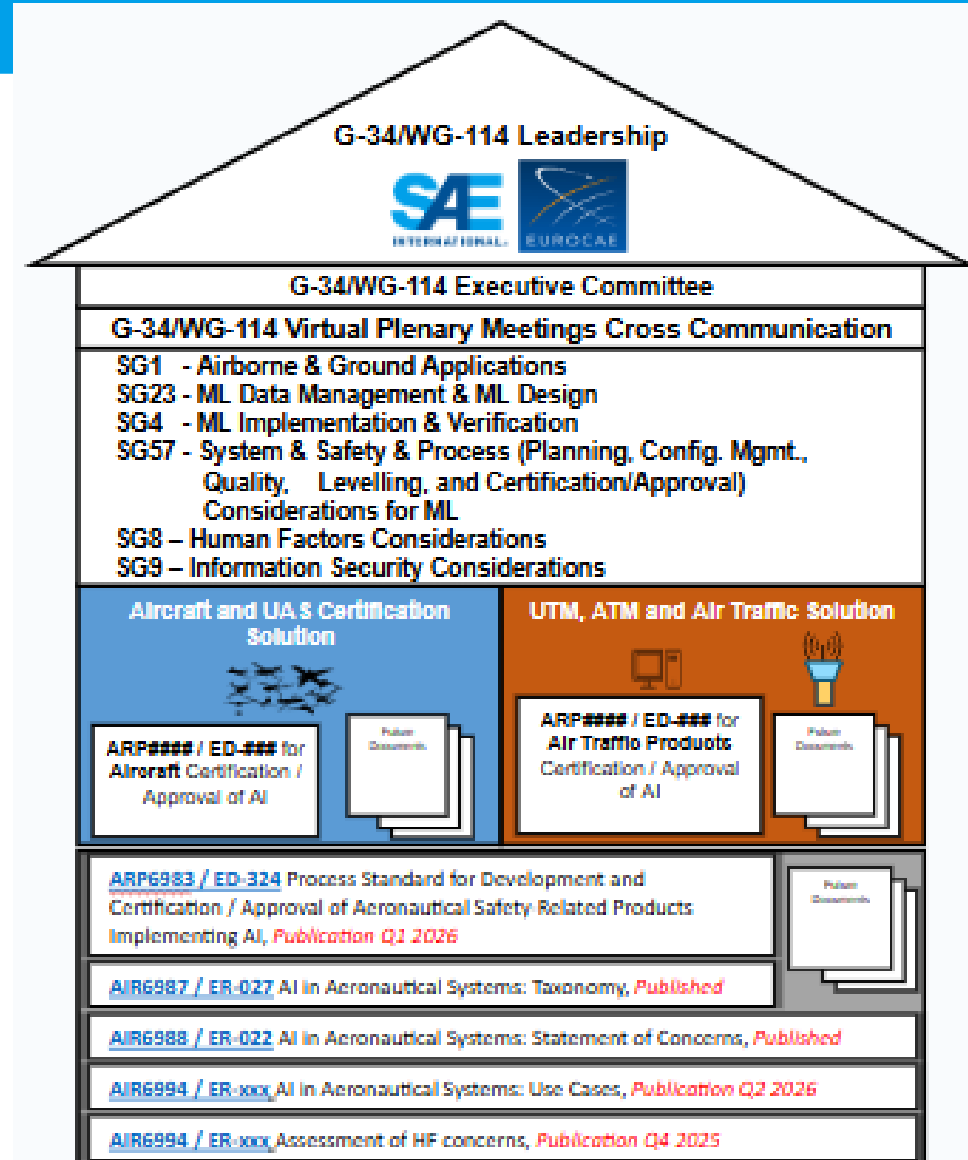 G-34/WG-114 Leadership
SAE
INTERNATIONAL.
EUROCAE
G-34/WG-114 Executive Committee
G-34/WG-114 Virtual Plenary Meetings Cross Communication
SG1 - Airborne & Ground Applications
SG23 - ML Data Management & ML Design
SG4 - ML Implementation & Verification
SG57 - System & Safety & Process (Planning, Config. Mgmt.,
Quality, Levelling, and Certification/Approval)
Considerations for ML
SG8 – Human Factors Considerations
SG9 – Information Security Considerations
Aircraft and UAS Certification
Solution
ARP#### / ED-### for
Aircraft Certification /
Approval of AI
Future
Documents
UTM, ATM and Air Traffic Solution
ARP#### / ED-### for
Air Traffic Products
Certification / Approval
of AI
Future
Documents
ARP6983 / ED-324 Process Standard for Development and
Certification / Approval of Aeronautical Safety-Related Products
Implementing AI, Publication Q1 2026
Future
Documents
AIR6987 / ER-027 AI in Aeronautical Systems: Taxonomy, Published
AIR6988 / ER-022 AI in Aeronautical Systems: Statement of Concerns, Published
AIR6994 / ER-xxx AI in Aeronautical Systems: Use Cases, Publication Q2 2026
AIR6994 / ER-xxx Assessment of HF concerns, Publication Q4 2025